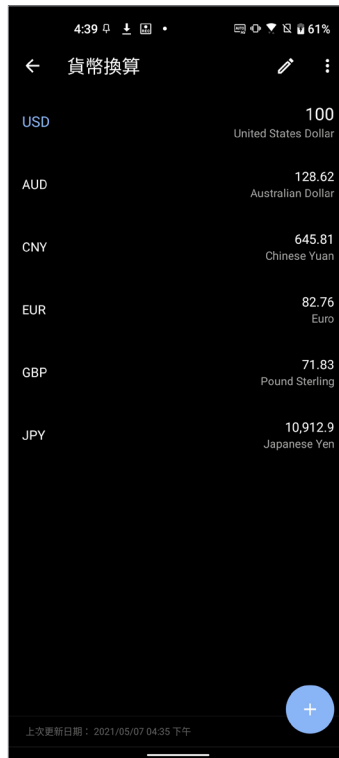 4:39
61%
貨幣換算
USD
100
United States Dollar
AUD
128.62
Australian Dollar
CNY
645.81
Chinese Yuan
EUR
82.76
Euro
GBP
71.83
Pound Sterling
JPY
10,912.9
Japanese Yen
上次更新日期： 2021/05/07 04:35 下午